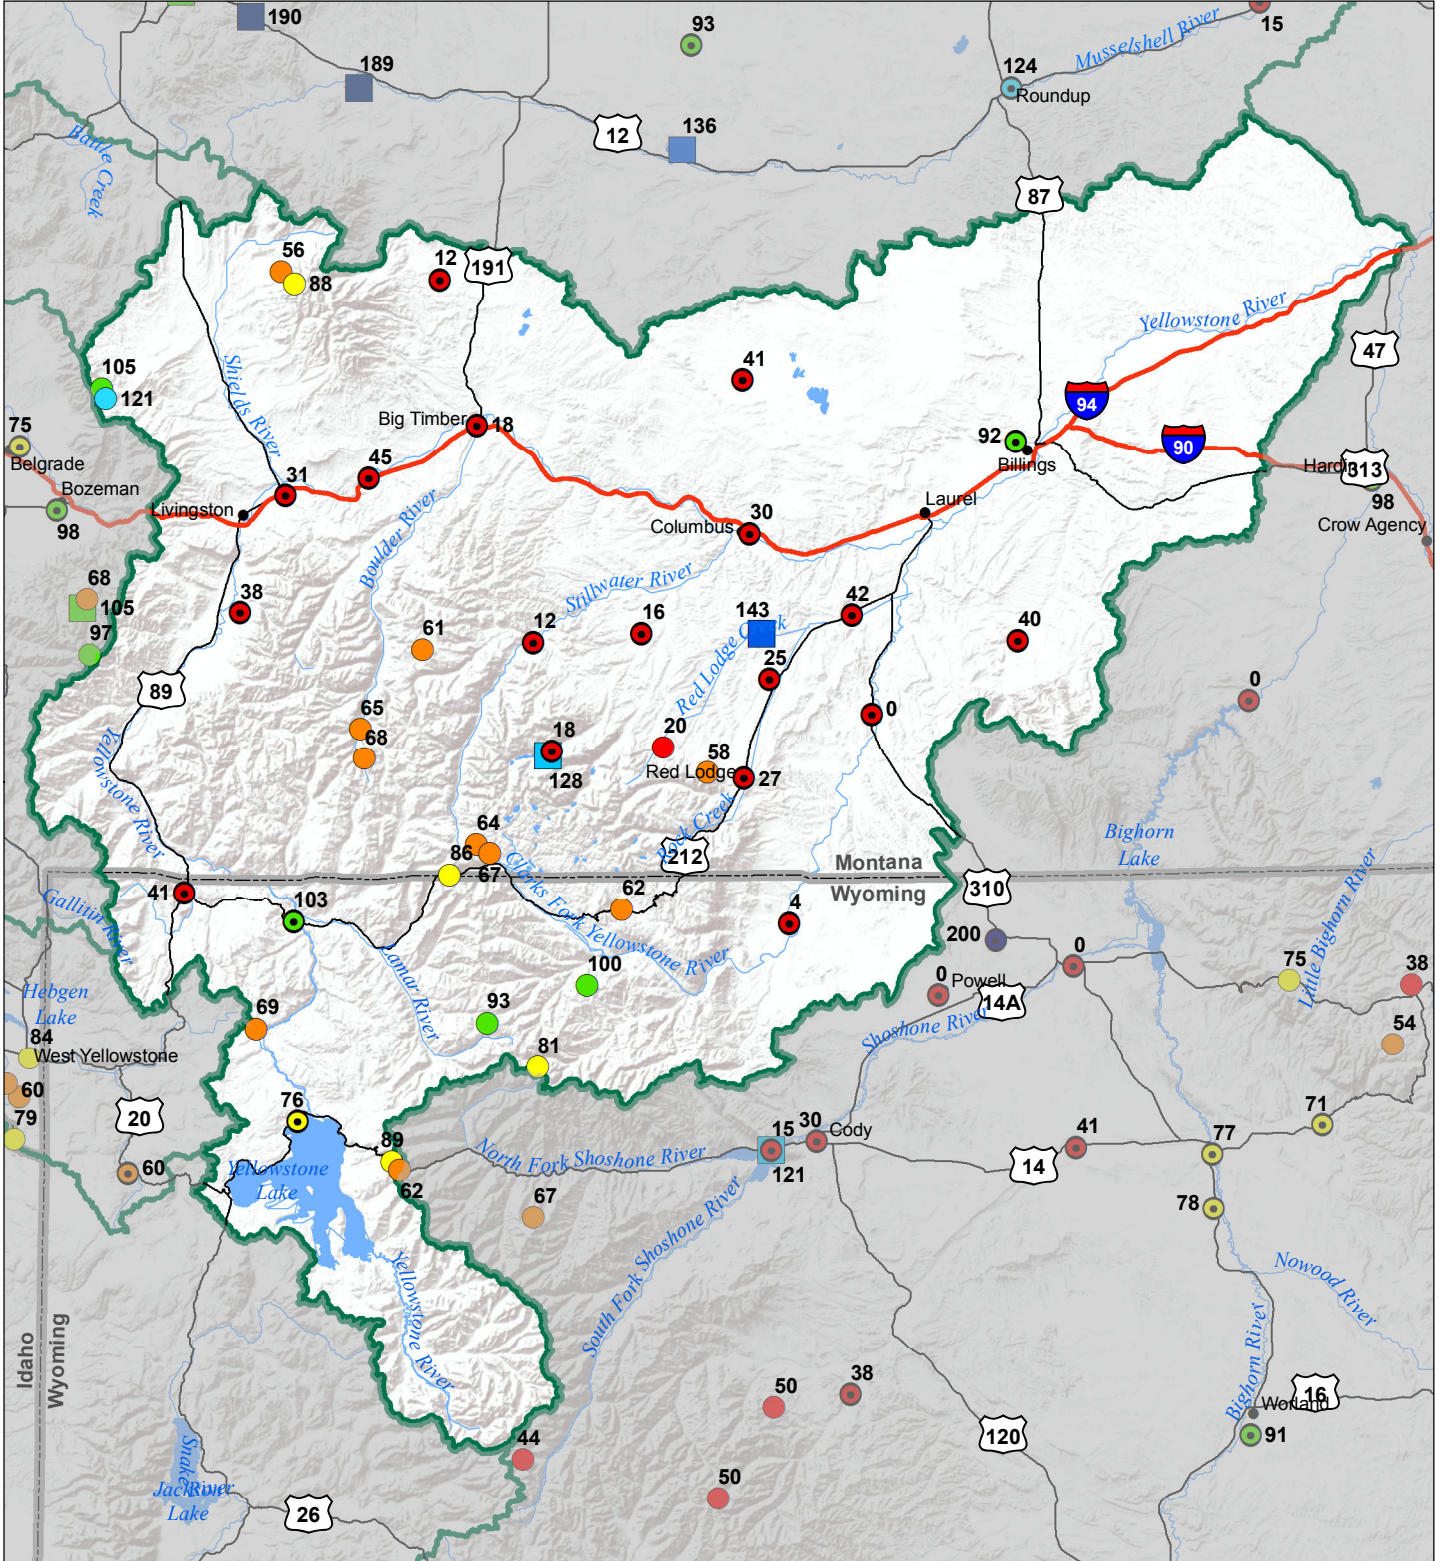 190
93
15
Musselshell River
189
124
Roundup
12
136
Battle Creek
87
56
88
12
191
Yellowstone River
47
105
121
Shields River
41
94
75
Belgrade
Big Timber
18
92
Billings
90
Hardin
313
98
45
31
Bozeman
98
Livingston
Laurel
Columbus
30
Crow Agency
Boulder River
68
105
97
38
Stillwater River
61
12
16
143
42
40
Red Lodge Creek
25
89
65
68
18
128
20
58
Red Lodge
27
0
0
Yellowstone River
64
86
67
Rock Creek
212
Bighorn
Lake
Montana
Wyoming
310
41
103
Clarks Fork Yellowstone River
62
4
Gallitin River
Lamar River
200
0
Powell
14A
0
75
38
Little Bighorn River
Hebgen
Lake
100
93
69
84
West Yellowstone
Shoshone River
54
81
60
79
20
76
71
89
62
North Fork Shoshone River
15
121
30
Cody
41
14
77
60
Yellowstone
Lake
67
78
South Fork Shoshone River
Yellowstone River
Nowood River
Bighorn River
Idaho
Wyoming
50
38
16
Worland
91
120
44
50
Snake River
Jackson
Lake
26